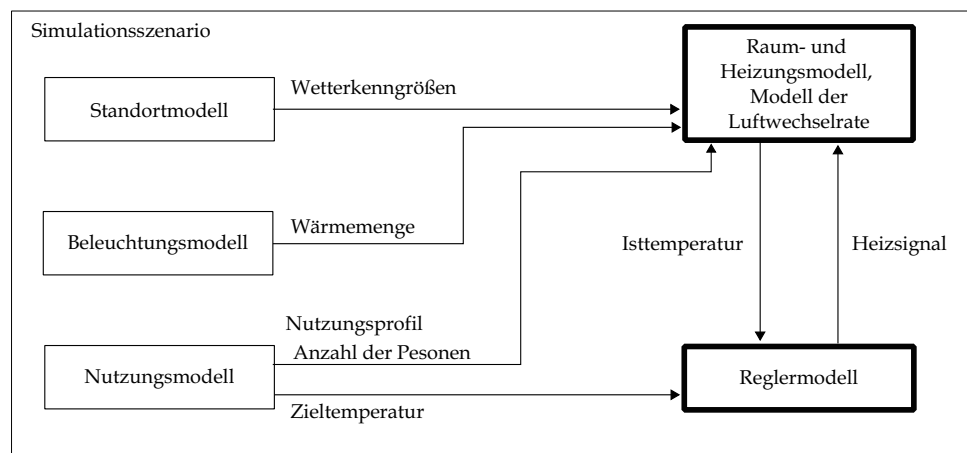 Simulationsszenario
Raum- und
Heizungsmodell,
Modell der
Luftwechselrate
Standortmodell
Wetterkenngrößen
Beleuchtungsmodell
Wärmemenge
Isttemperatur
Heizsignal
Nutzungsmodell
Nutzungsprofil
Anzahl der Pesonen
Zieltemperatur
Reglermodell